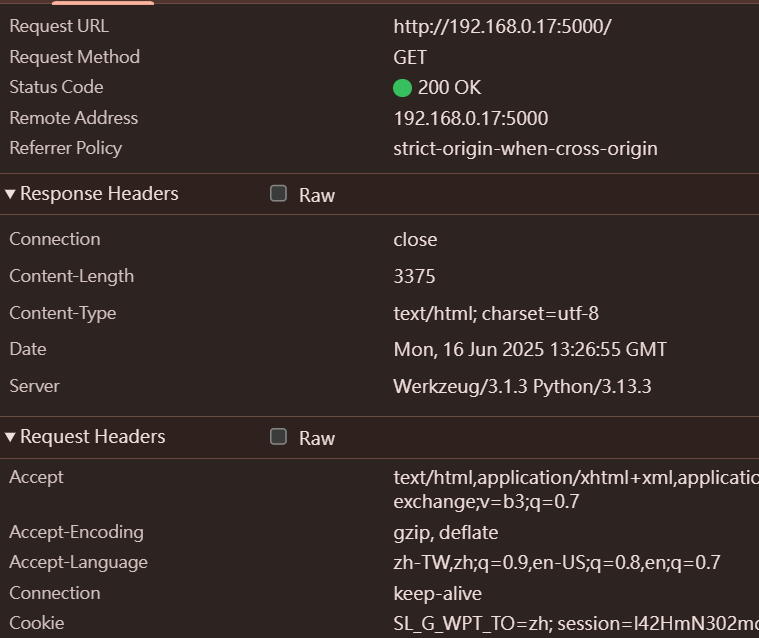 Request URL http://192.168.0.17:5000/
Request Method GET
Status Code 200 OK
Remote Address 192.168.0.17:5000
Referrer Policy strict-origin-when-cross-origin
▼ Response Headers Raw
Connection close
Content-Length 3375
Content-Type text/html; charset=utf-8
Date Mon, 16 Jun 2025 13:26:55 GMT
Server Werkzeug/3.1.3 Python/3.13.3
▼ Request Headers Raw
Accept text/html,application/xhtml+xml,applicatio
exchange;v=b3;q=0.7
Accept-Encoding gzip, deflate
Accept-Language zh-TW,zh;q=0.9,en-US;q=0.8,en;q=0.7
Connection keep-alive
Cookie SL_G_WPT_TO=zh; session=I42HmN302m